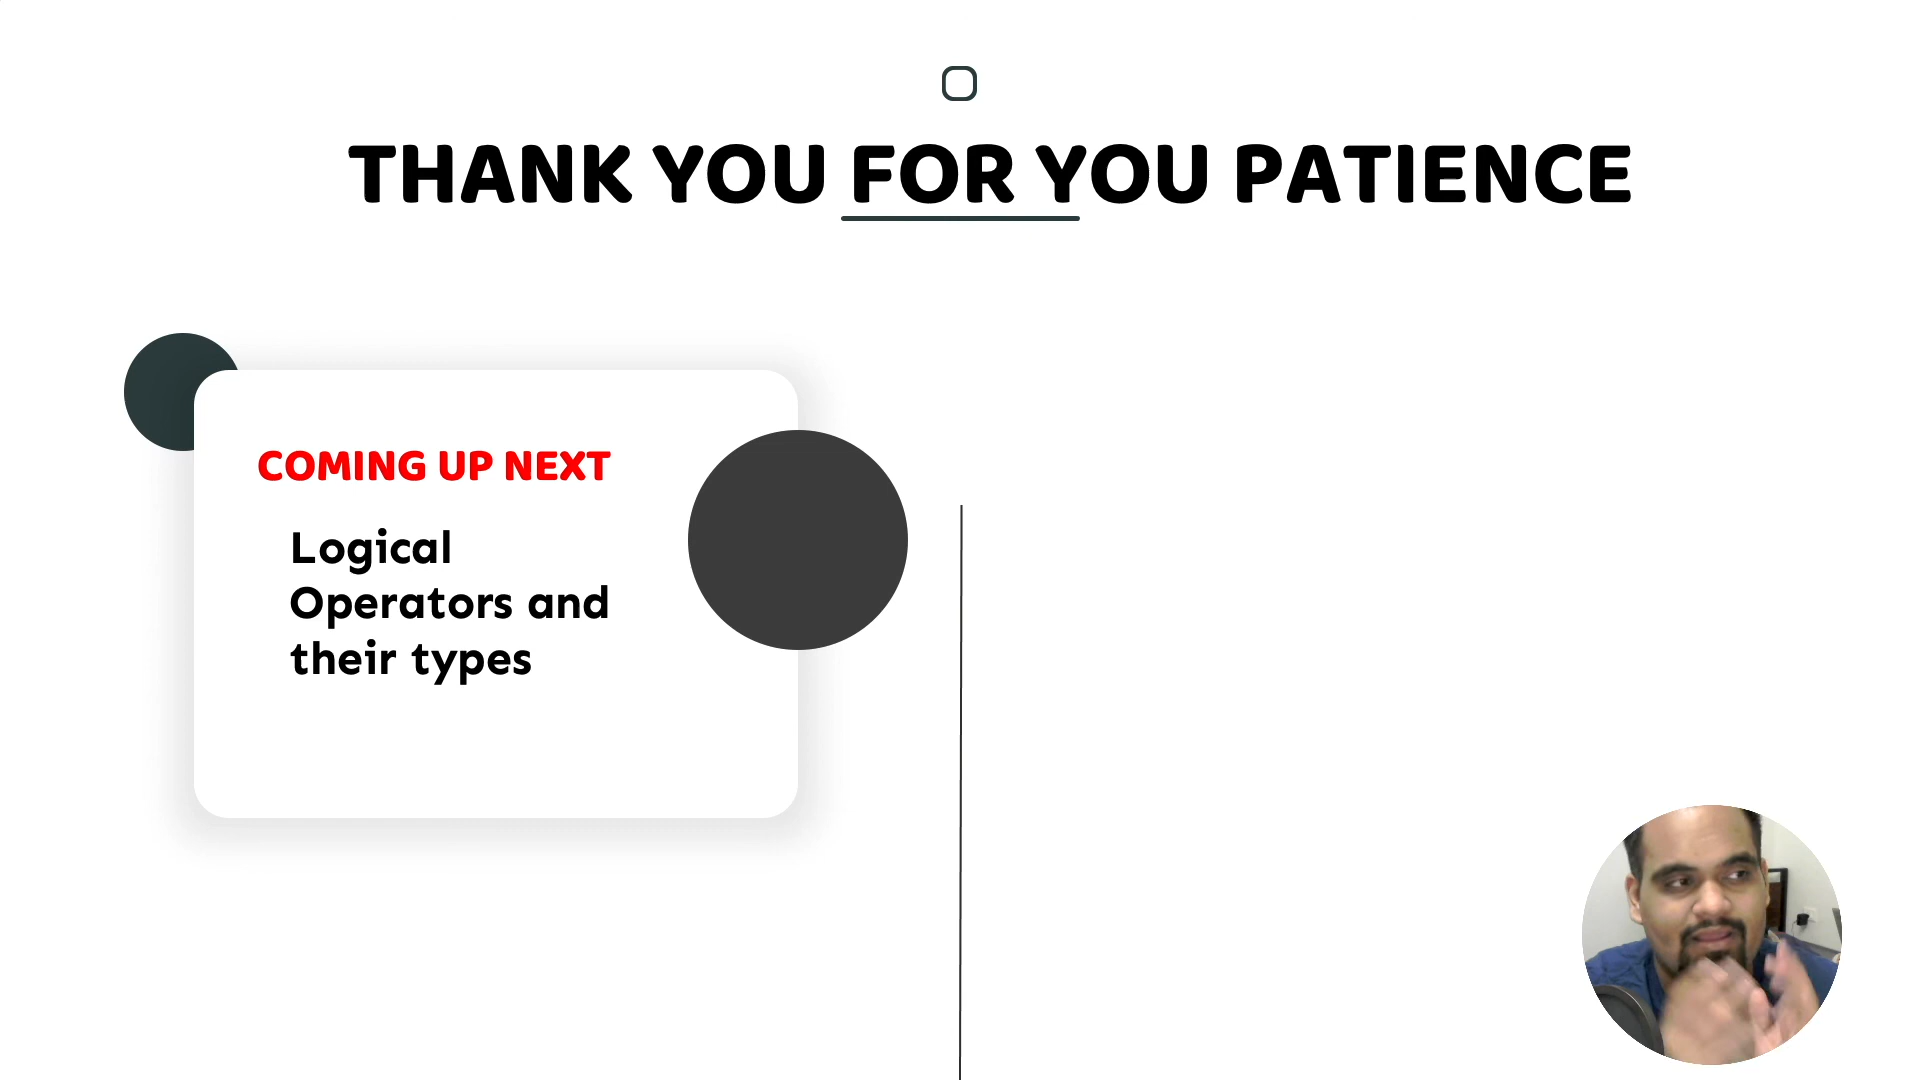 THANK YOU FOR YOU PATIENCE
COMING UP NEXT
Logical
Operators and
their types